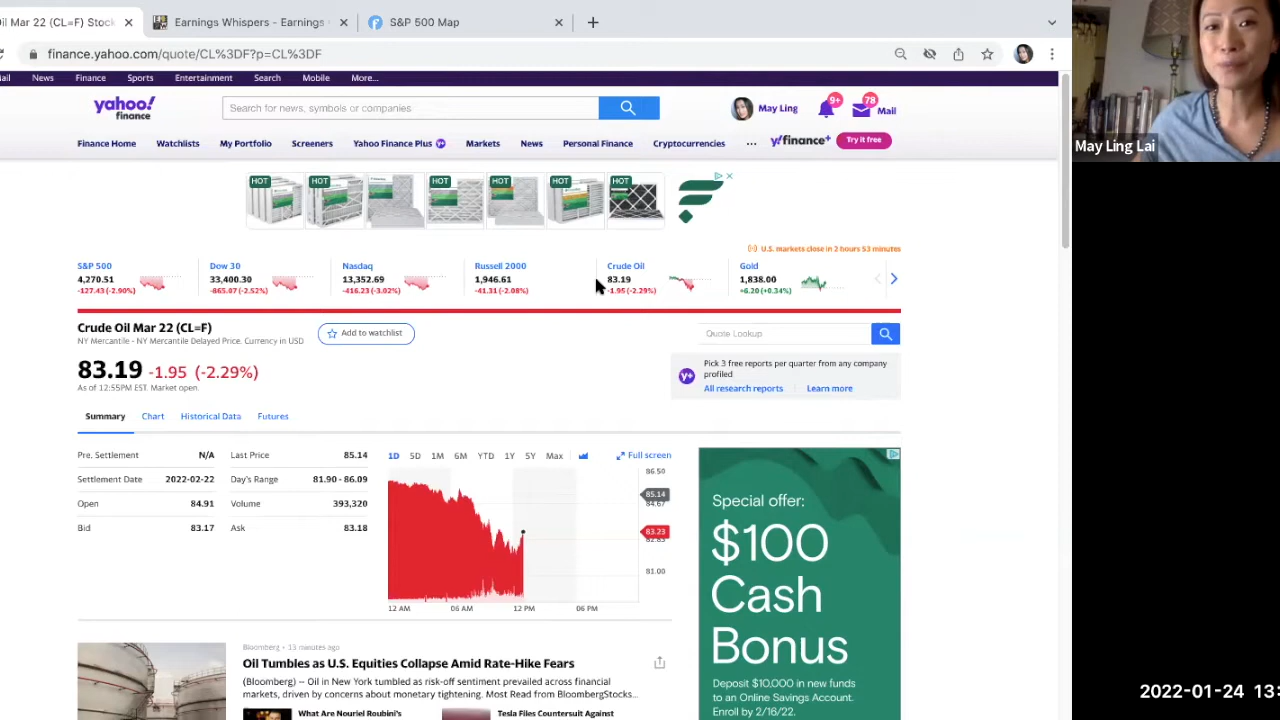 il Mar 22 (CL=F) Stock
Earnings Whispers - Earnings
S&P 500 Map
finance.yahoo.com/quote/CL%3DF?p=CL%3DF
ail News Finance Sports Entertainment Search Mobile More...
yahoo!
finance
Search for news, symbols or companies
May Ling
9+
78
Mail
May Ling Lai
Finance Home Watchlists My Portfolio Screeners Yahoo Finance Plus Markets News Personal Finance Cryptocurrencies ... y!finance+ Try it free
HOT HOT HOT HOT HOT
U.S. markets close in 2 hours 53 minutes
S&P 500
4,270.51
-127.43 (-2.90%)
Dow 30
33,400.30
-865.07 (-2.52%)
Nasdaq
13,352.69
-416.23 (-3.02%)
Russell 2000
1,946.61
-41.31 (-2.08%)
Crude Oil
83.19
-1.95 (-2.29%)
Gold
1,838.00
+6.20 (+0.34%)
Crude Oil Mar 22 (CL=F)
NY Mercantile - NY Mercantile Delayed Price. Currency in USD
Add to watchlist
Quote Lookup
83.19 -1.95 (-2.29%)
As of 12:55PM EST. Market open.
y+
Pick 3 free reports per quarter from any company
profiled
All research reports Learn more
Summary Chart Historical Data Futures
Pre. Settlement N/A
Settlement Date 2022-02-22
Open 84.91
Bid 83.17
Last Price 85.14
Day's Range 81.90 - 86.09
Volume 393,320
Ask 83.18
1D 5D 1M 6M YTD 1Y 5Y Max Full screen
86.50
85.14
84.67
83.23
81.00
12 AM 06 AM 12 PM 06 PM
Special offer:
$100
Cash
Bonus
Deposit $10,000 in new funds
to an Online Savings Account.
Enroll by 2/16/22.
Bloomberg • 13 minutes ago
Oil Tumbles as U.S. Equities Collapse Amid Rate-Hike Fears
(Bloomberg) -- Oil in New York tumbled as risk-off sentiment prevailed across financial
markets, driven by concerns about monetary tightening. Most Read from BloombergStocks...
What Are Nouriel Roubini's
Tesla Files Countersuit Against
2022-01-24 13: